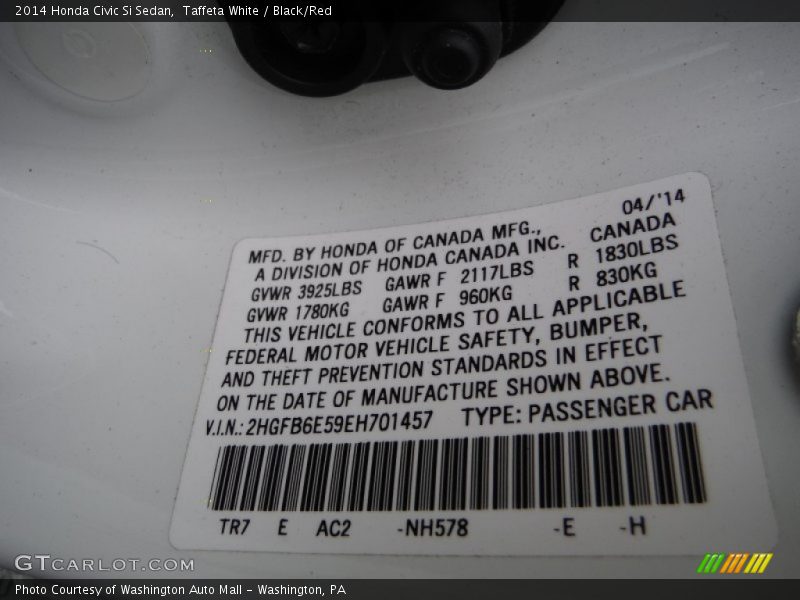 2014 Honda Civic Si Sedan,  Taffeta White / Black/Red
04/'14
MFD. BY HONDA OF CANADA MFG.,
A DIVISION OF HONDA CANADA INC.  CANADA
GVWR 3925LBS  GAWR F  2117LBS  R  1830LBS
GVWR 1780KG  GAWR F  960KG  R  830KG
THIS VEHICLE CONFORMS TO ALL APPLICABLE
FEDERAL MOTOR VEHICLE SAFETY, BUMPER,
AND THEFT PREVENTION STANDARDS IN EFFECT
ON THE DATE OF MANUFACTURE SHOWN ABOVE.
V.I.N.: 2HGFB6E59EH701457  TYPE: PASSENGER CAR
TR7  E  AC2  -NH578  -E  -H
GTCARLOT.COM
Photo Courtesy of Washington Auto Mall - Washington, PA